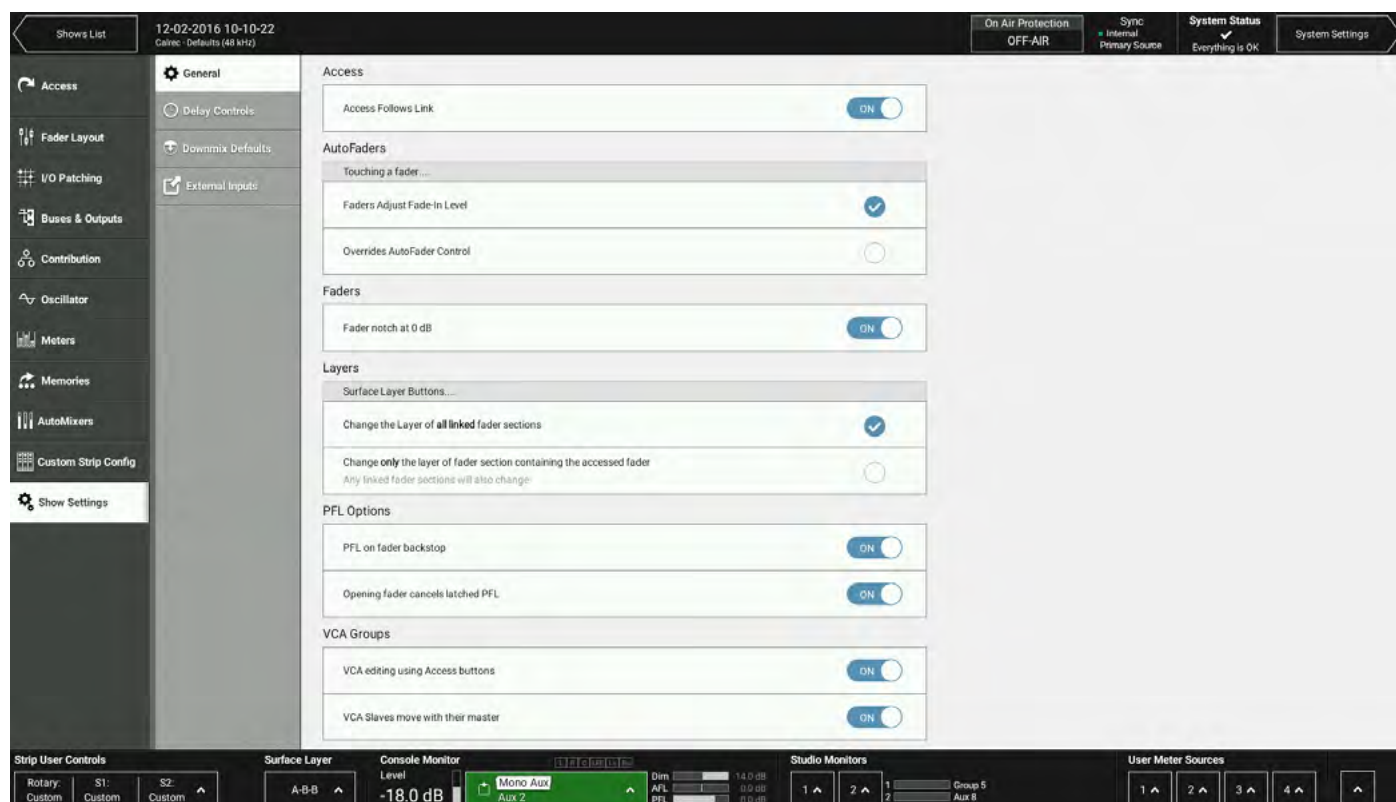 Shows List
12-02-2016 10-10-22
Calrec - Defaults (48 kHz)
On Air Protection
OFF-AIR
Sync
Internal
Primary Source
System Status
Everything is OK
System Settings
Access
Fader Layout
I/O Patching
Buses & Outputs
Contribution
Oscillator
Meters
Memories
AutoMixers
Custom Strip Config
Show Settings
General
Delay Controls
Downmix Defaults
External Inputs
Access
Access Follows Link
ON
AutoFaders
Touching a fader....
Faders Adjust Fade-In Level
Overrides AutoFader Control
Faders
Fader notch at 0 dB
ON
Layers
Surface Layer Buttons....
Change the Layer of all linked fader sections
Change only the layer of fader section containing the accessed fader
Any linked fader sections will also change
PFL Options
PFL on fader backstop
ON
Opening fader cancels latched PFL
ON
VCA Groups
VCA editing using Access buttons
ON
VCA Slaves move with their master
ON
Strip User Controls
Rotary: Custom
S1: Custom
S2: Custom
Surface Layer
A-B-B
Console Monitor
Level
-18.0 dB
Mono Aux
Aux 2
Dim -14.0 dB
AFL 0.0 dB
PFL 0.0 dB
Studio Monitors
1
2
1 Group 5
2 Aux 8
User Meter Sources
1
2
3
4